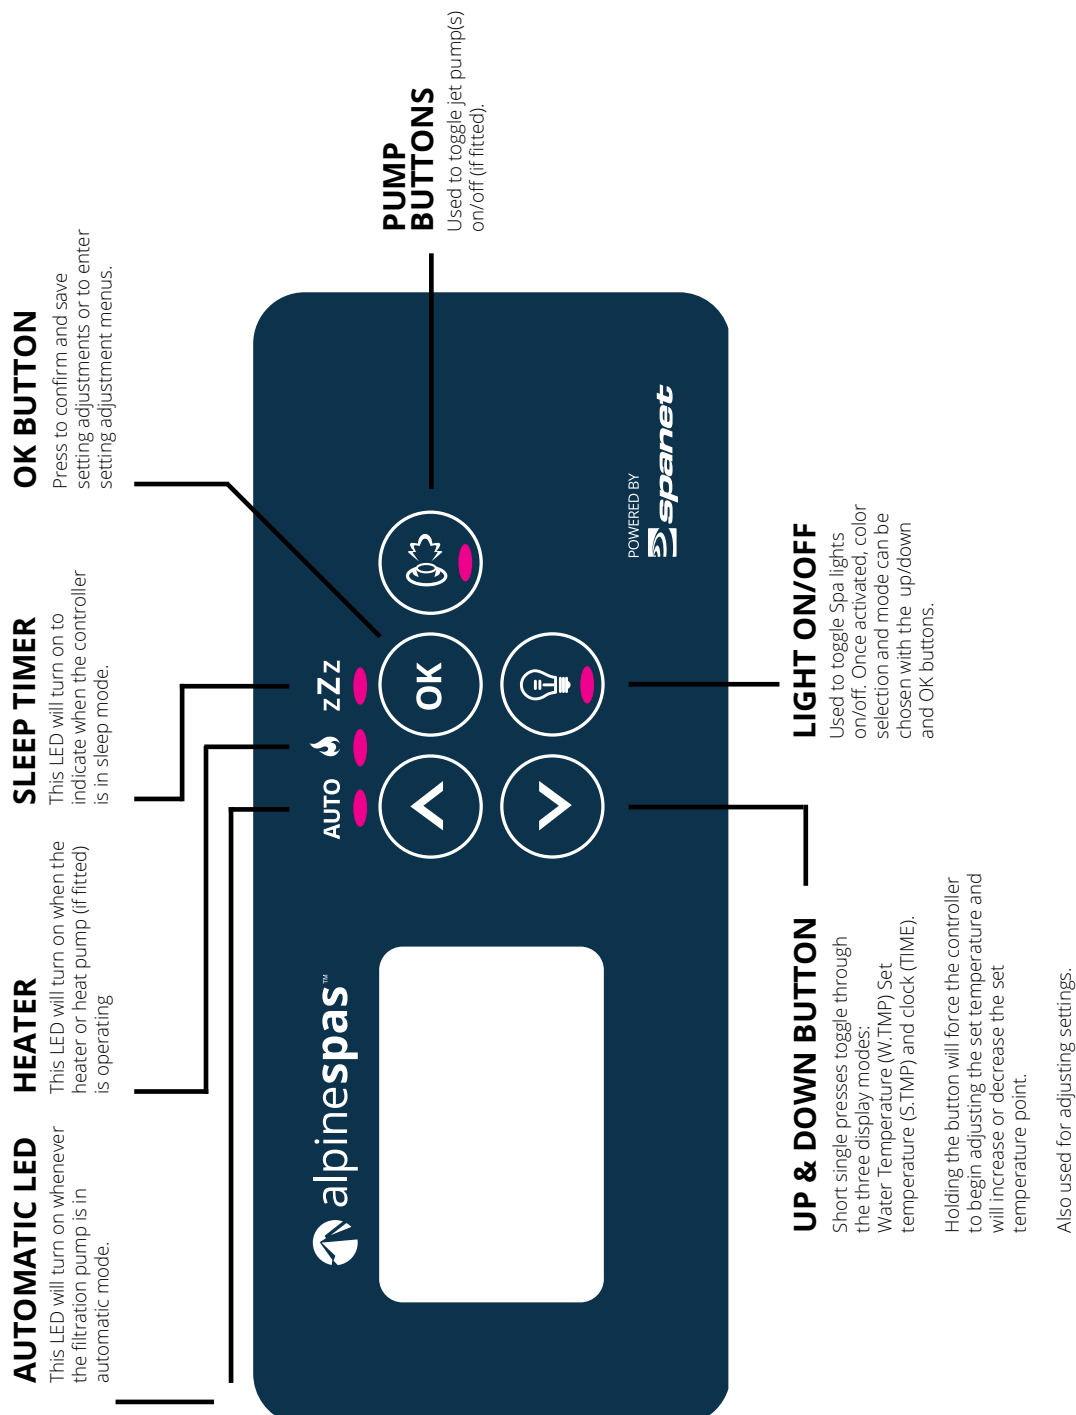 AUTOMATIC LED
This LED will turn on whenever
the filtration pump is in
automatic mode.
HEATER
This LED will turn on when the
heater or heat pump (if fitted)
is operating
SLEEP TIMER
This LED will turn on to
indicate when the controller
is in sleep mode.
OK BUTTON
Press to confirm and save
setting adjustments or to enter
setting adjustment menus.
PUMP
BUTTONS
Used to toggle jet pump(s)
on/off (if fitted).
alpinespas™
AUTO
zZz
OK
POWERED BY
spanet
UP & DOWN BUTTON
Short single presses toggle through
the three display modes:
Water Temperature (W.TMP) Set
temperature (S.TMP) and clock (TIME).
Holding the button will force the controller
to begin adjusting the set temperature and
will increase or decrease the set
temperature point.
Also used for adjusting settings.
LIGHT ON/OFF
Used to toggle Spa lights
on/off. Once activated, color
selection and mode can be
chosen with the up/down
and OK buttons.